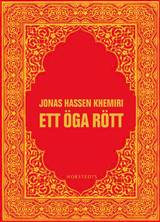 JONAS HASSEN KHEMIRI
ETT ÖGA RÖTT
NORSTEDTS